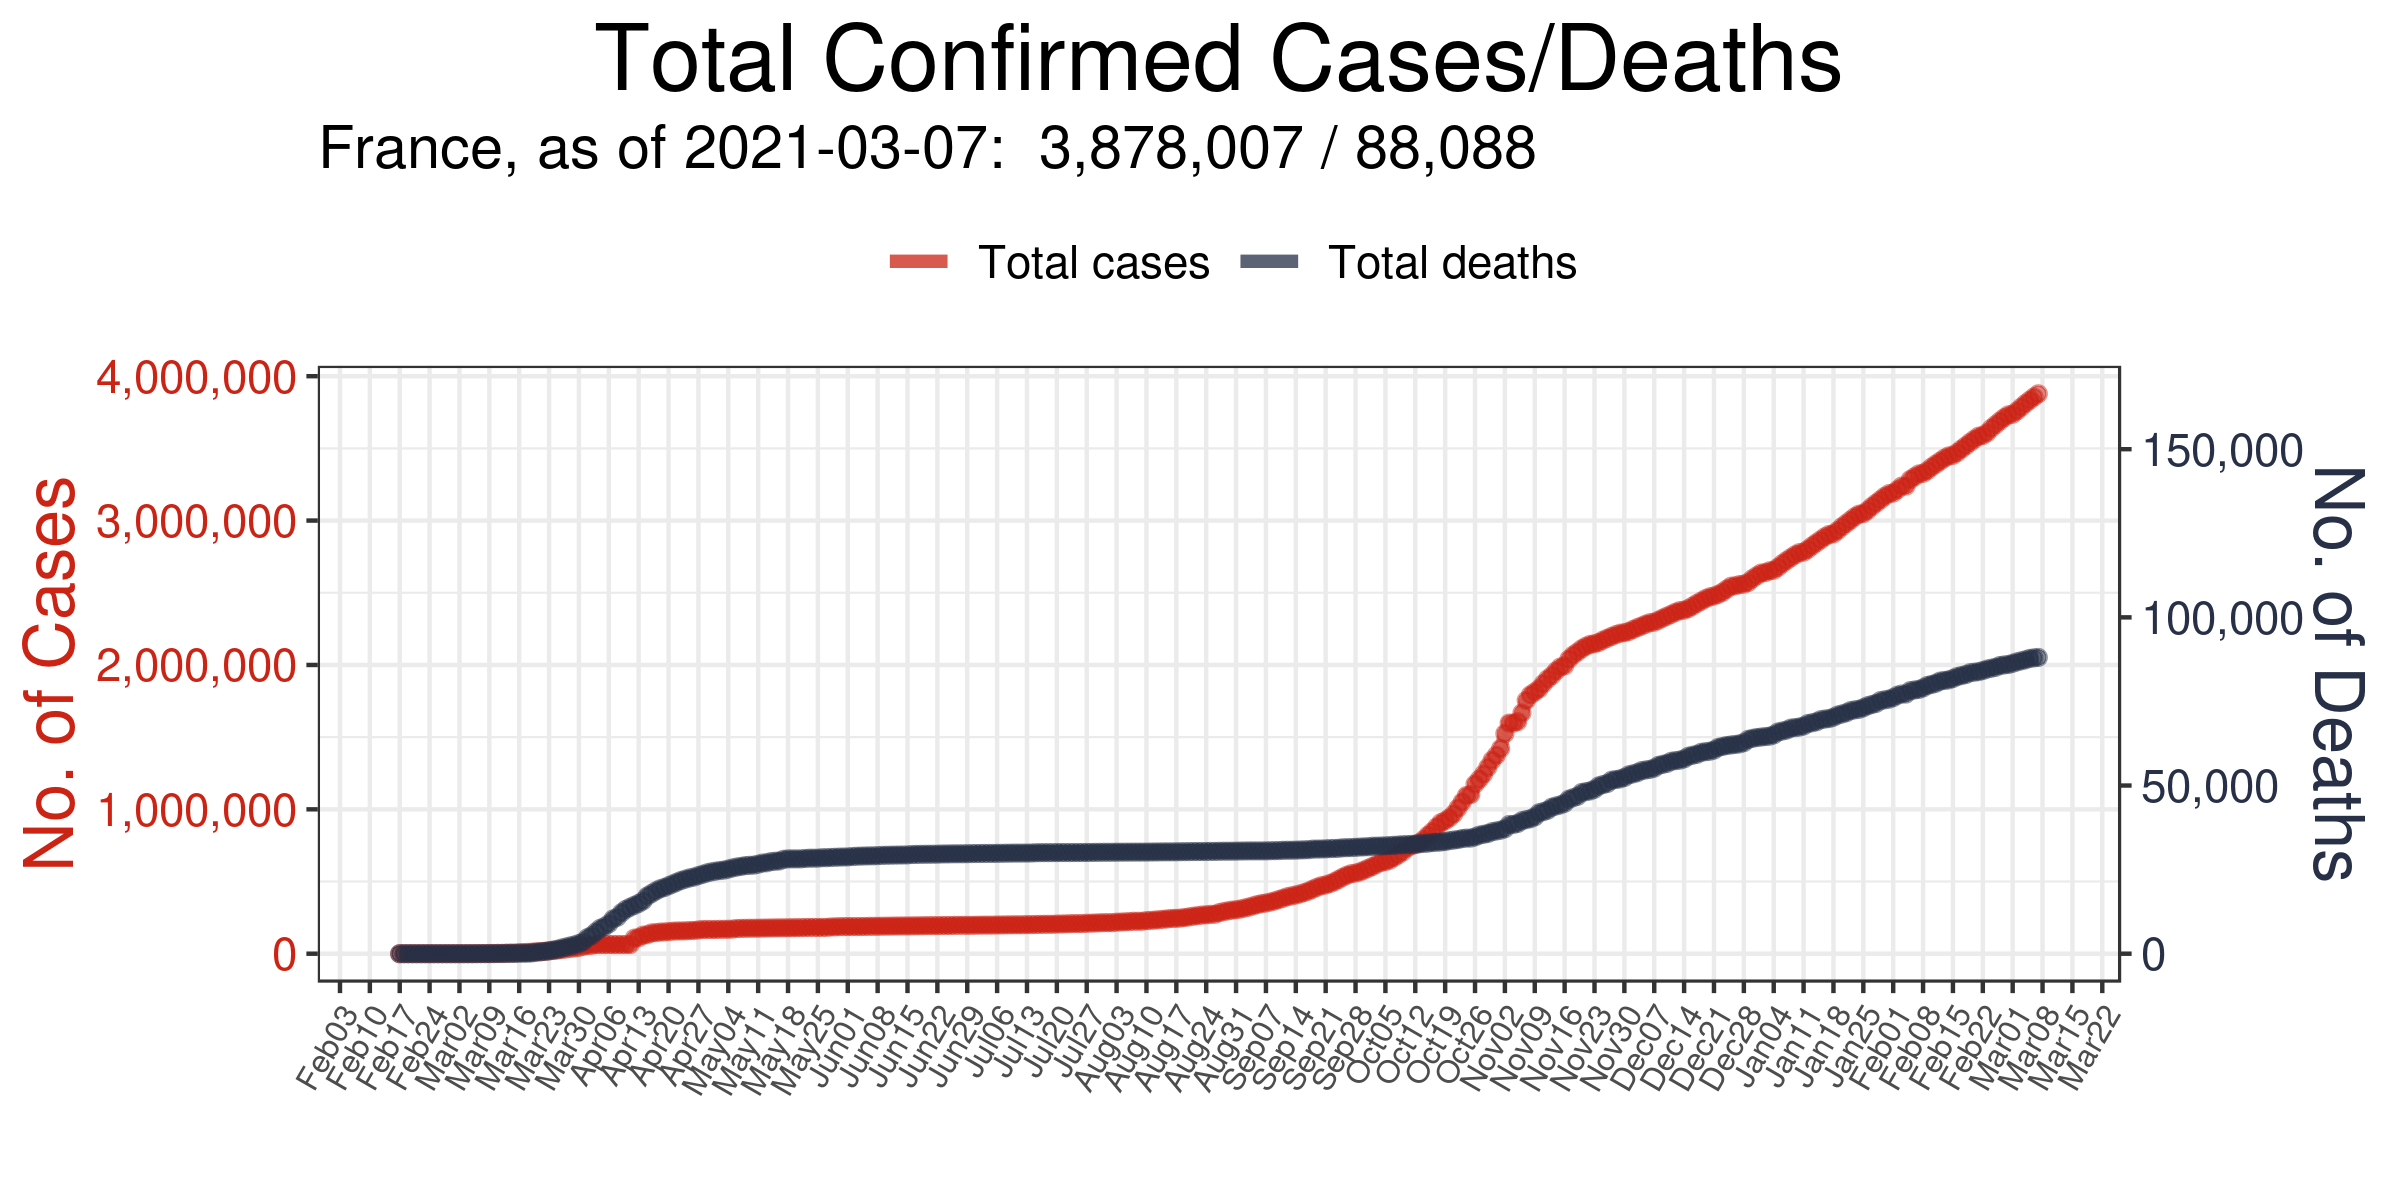 Total Confirmed Cases/Deaths
France, as of 2021-03-07:  3,878,007 / 88,088
Total cases
Total deaths
No. of Cases
4,000,000
3,000,000
2,000,000
1,000,000
0
150,000
100,000
50,000
0
No. of Deaths
Feb03
Feb10
Feb17
Feb24
Mar02
Mar09
Mar16
Mar23
Mar30
Apr06
Apr13
Apr20
Apr27
May04
May11
May18
May25
Jun01
Jun08
Jun15
Jun22
Jun29
Jul06
Jul13
Jul20
Jul27
Aug03
Aug10
Aug17
Aug24
Aug31
Sep07
Sep14
Sep21
Sep28
Oct05
Oct12
Oct19
Oct26
Nov02
Nov09
Nov16
Nov23
Nov30
Dec07
Dec14
Dec21
Dec28
Jan04
Jan11
Jan18
Jan25
Feb01
Feb08
Feb15
Feb22
Mar01
Mar08
Mar15
Mar22